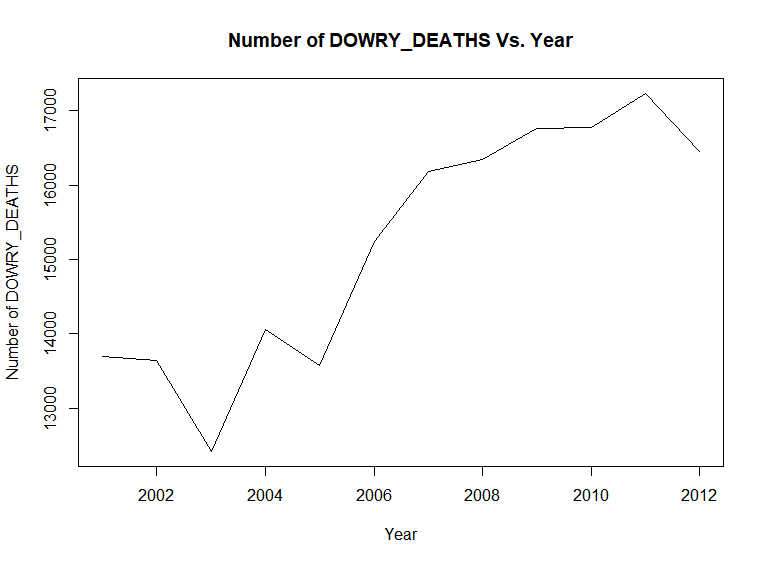 Number of DOWRY_DEATHS Vs. Year
Number of DOWRY_DEATHS
17000
16000
15000
14000
13000
2002 2004 2006 2008 2010 2012
Year